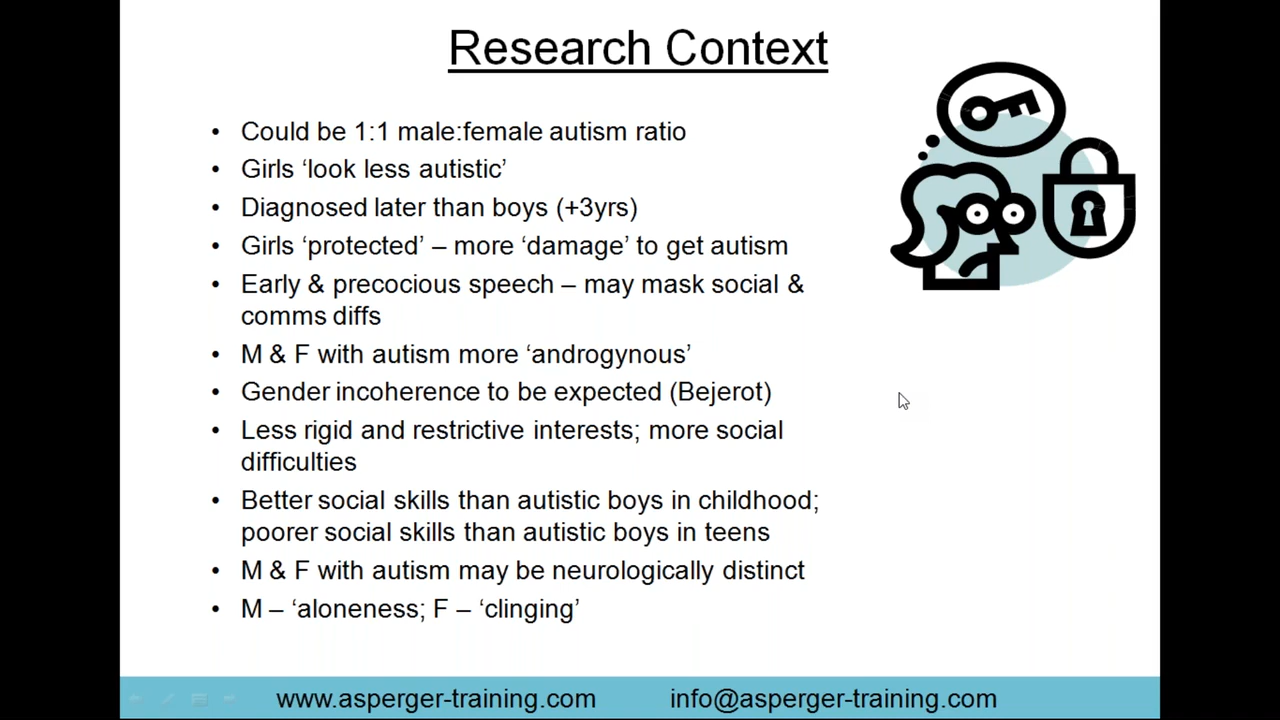 Research Context
• Could be 1:1 male:female autism ratio
• Girls ‘look less autistic’
• Diagnosed later than boys (+3yrs)
• Girls ‘protected’ – more ‘damage’ to get autism
• Early & precocious speech – may mask social &
comms diffs
• M & F with autism more ‘androgynous’
• Gender incoherence to be expected (Bejerot)
• Less rigid and restrictive interests; more social
difficulties
• Better social skills than autistic boys in childhood;
poorer social skills than autistic boys in teens
• M & F with autism may be neurologically distinct
• M – ‘aloneness; F – ‘clinging’
www.asperger-training.com info@asperger-training.com